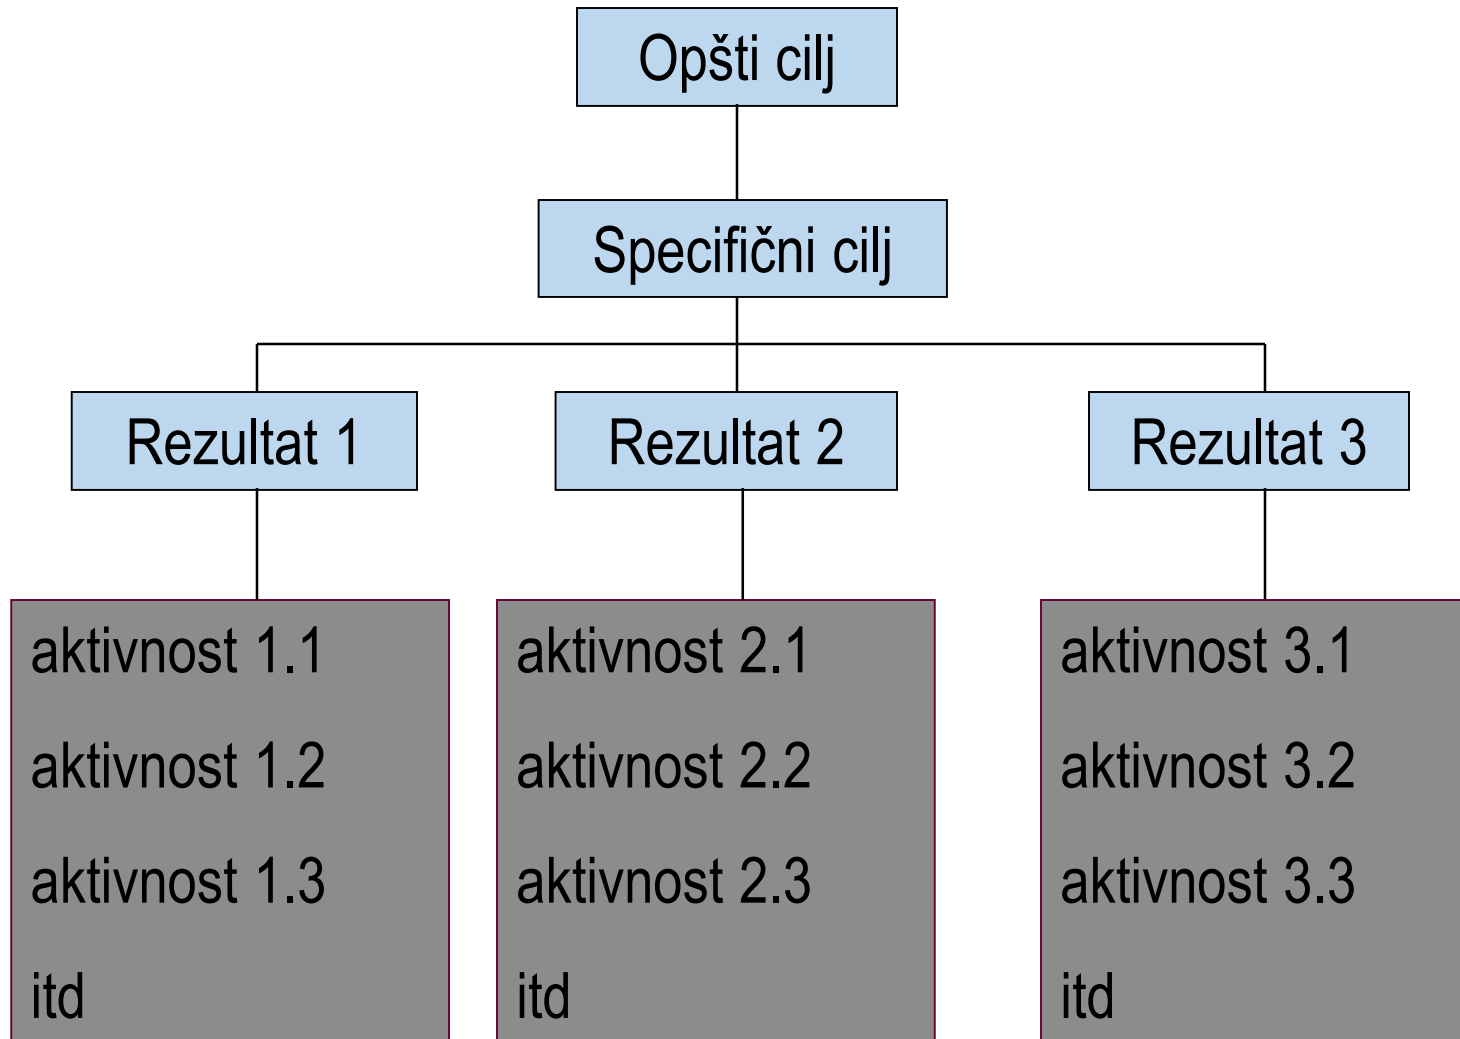 Opšti cilj
Specifični cilj
Rezultat 1
Rezultat 2
Rezultat 3
aktivnost 1.1
aktivnost 1.2
aktivnost 1.3
itd
aktivnost 2.1
aktivnost 2.2
aktivnost 2.3
itd
aktivnost 3.1
aktivnost 3.2
aktivnost 3.3
itd